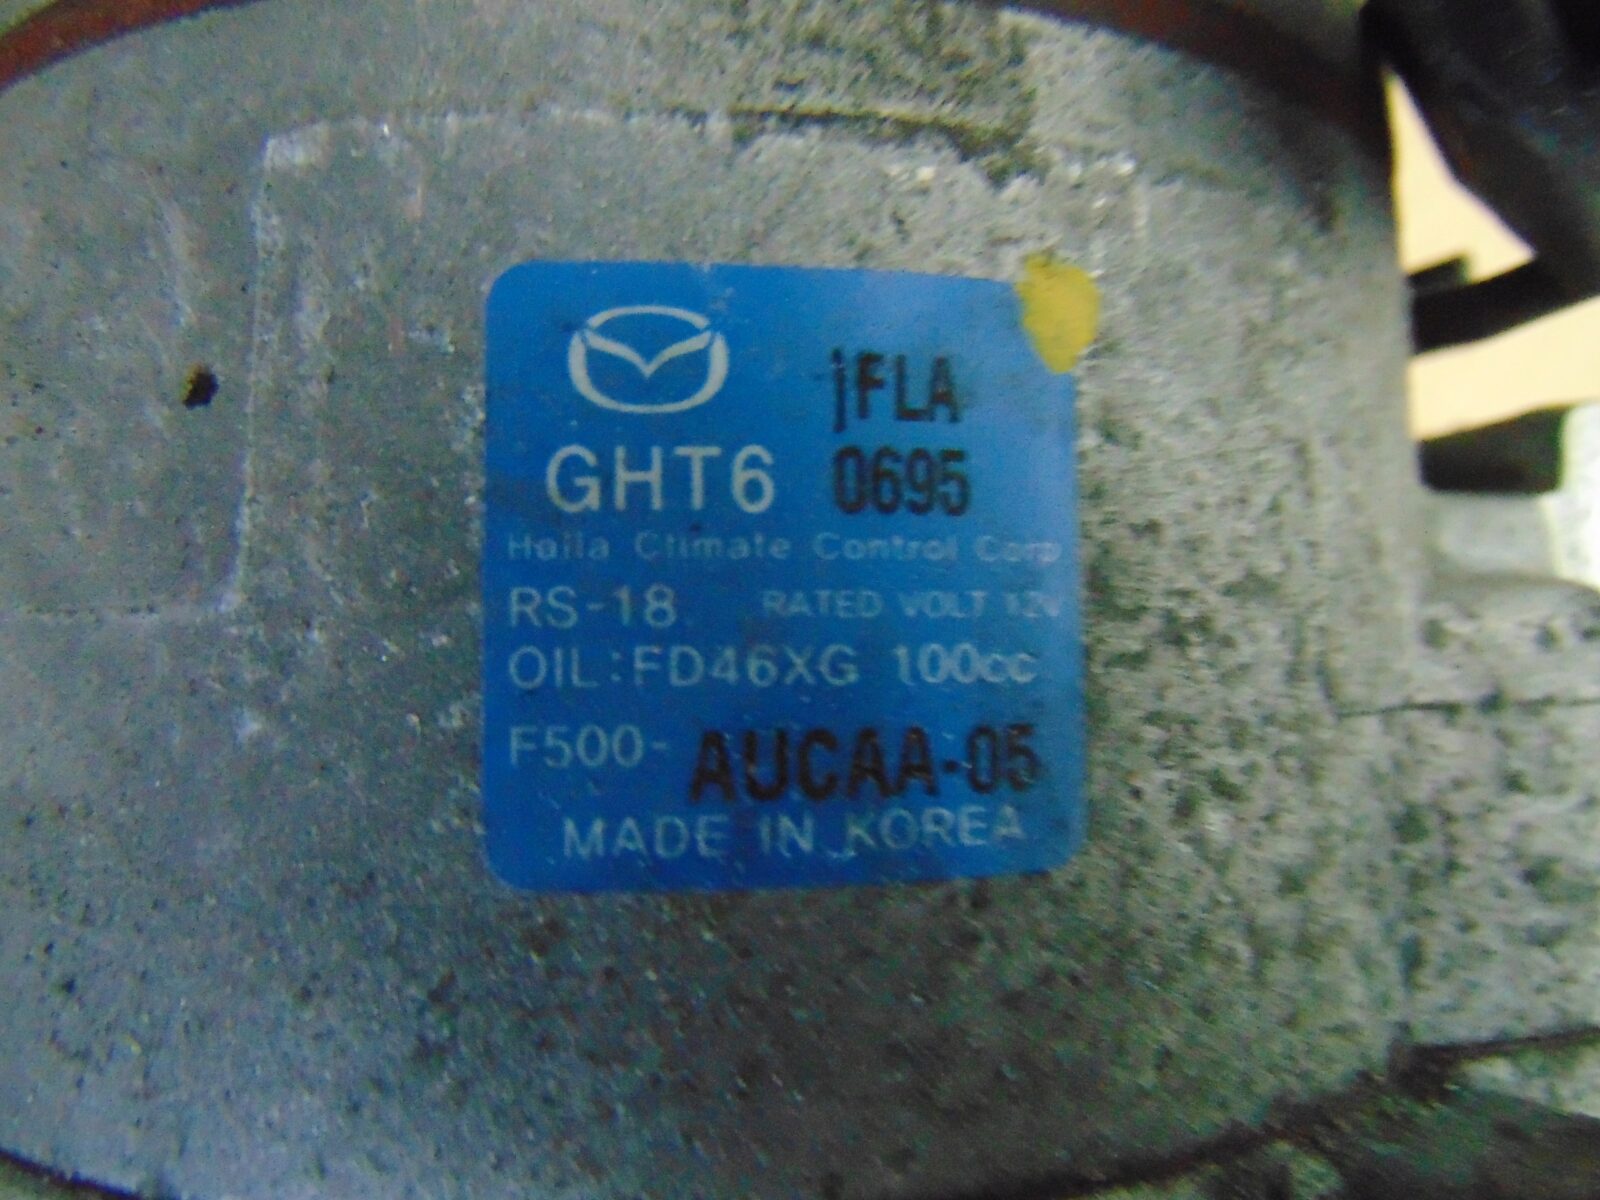 jFLA
GHT6 0695
Halla Climate Control Corp
RS-18 RATED VOLT 12V
OIL:FD46XG 100cc
F500-AUCAA-05
MADE IN KOREA